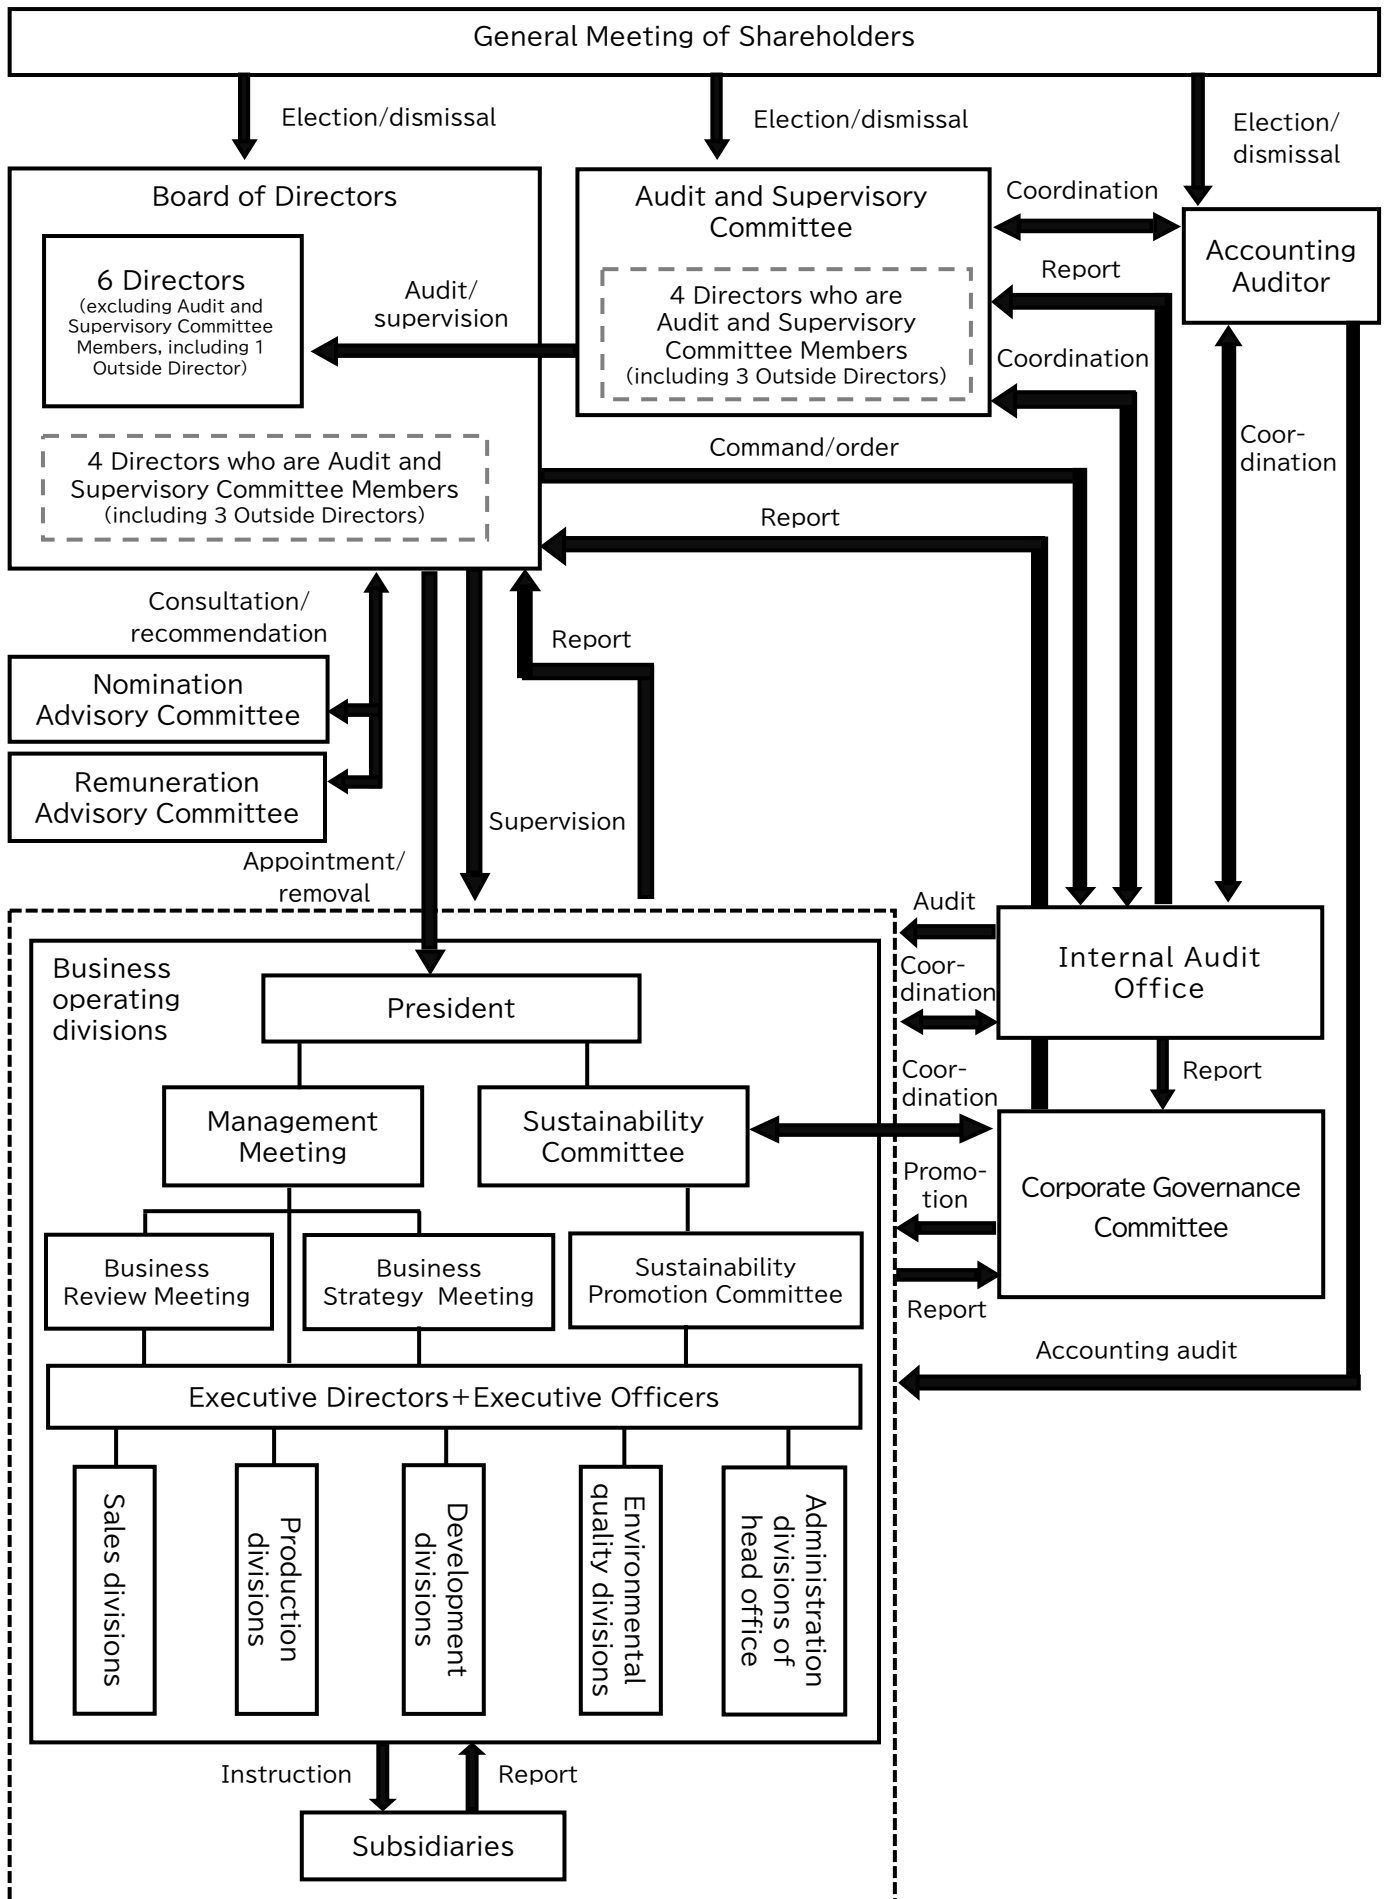 General Meeting of Shareholders
Election/dismissal
Election/dismissal
Election/
dismissal
Board of Directors
6 Directors
(excluding Audit and
Supervisory Committee
Members, including 1
Outside Director)
Audit/
supervision
4 Directors who are Audit and
Supervisory Committee Members
(including 3 Outside Directors)
Audit and Supervisory
Committee
4 Directors who are
Audit and Supervisory
Committee Members
(including 3 Outside Directors)
Coordination
Report
Coordination
Accounting
Auditor
Coor-
dination
Command/order
Report
Consultation/
recommendation
Report
Nomination
Advisory Committee
Remuneration
Advisory Committee
Supervision
Appointment/
removal
Audit
Coor-
dination
Internal Audit
Office
Report
Coor-
dination
Promo-
tion
Corporate Governance
Committee
Report
Accounting audit
Business
operating
divisions
President
Management
Meeting
Sustainability
Committee
Business
Review Meeting
Business
Strategy Meeting
Sustainability
Promotion Committee
Executive Directors+Executive Officers
Sales divisions
Production
divisions
Development
divisions
Environmental
quality divisions
Administration
divisions of
head office
Instruction
Report
Subsidiaries